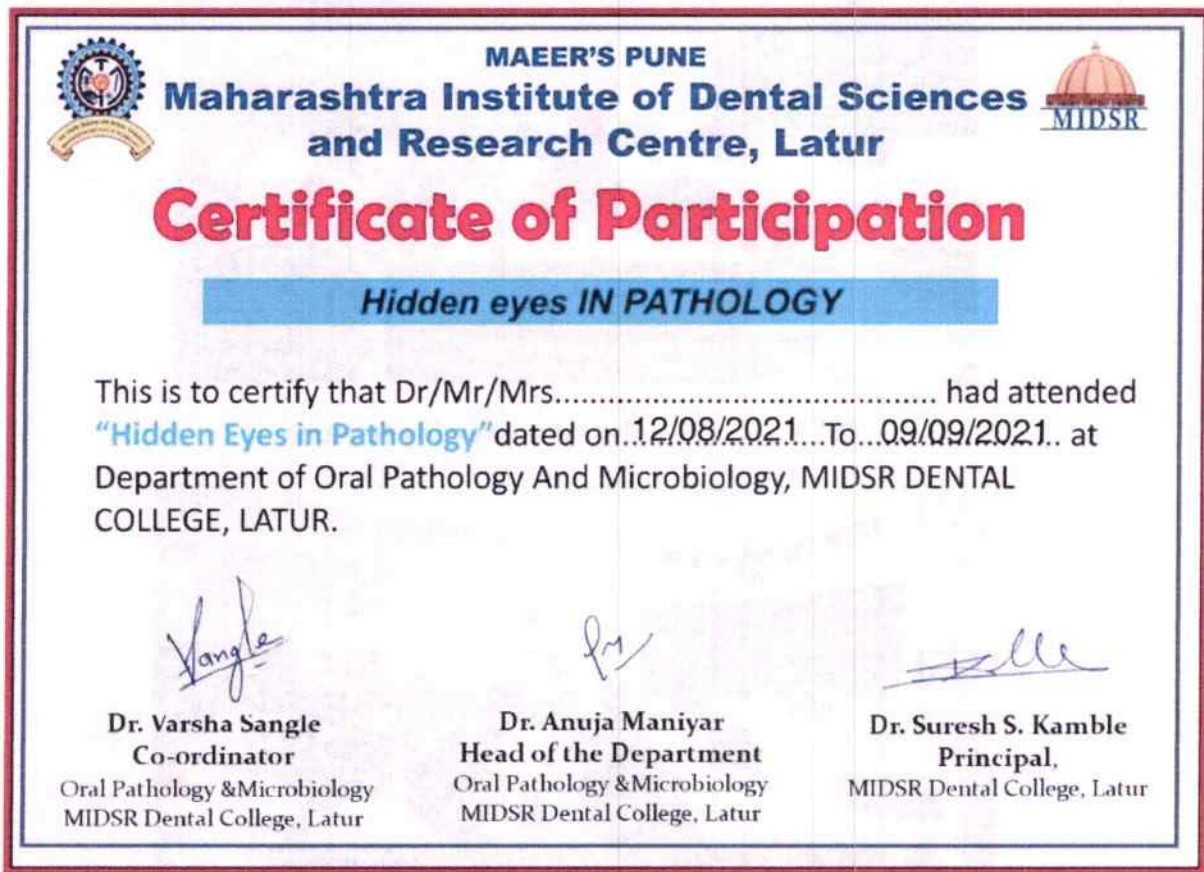 MAEER'S PUNE
Maharashtra Institute of Dental Sciences
and Research Centre, Latur
MIDSR
Certificate of Participation
Hidden eyes IN PATHOLOGY
This is to certify that Dr/Mr/Mrs....................................... had attended
"Hidden Eyes in Pathology"dated on..12/08/2021...To...09/09/2021.. at
Department of Oral Pathology And Microbiology, MIDSR DENTAL
COLLEGE, LATUR.
Sangle
Dr. Varsha Sangle
Co-ordinator
Oral Pathology &Microbiology
MIDSR Dental College, Latur
Dr. Anuja Maniyar
Head of the Department
Oral Pathology &Microbiology
MIDSR Dental College, Latur
Dr. Suresh S. Kamble
Principal,
MIDSR Dental College, Latur